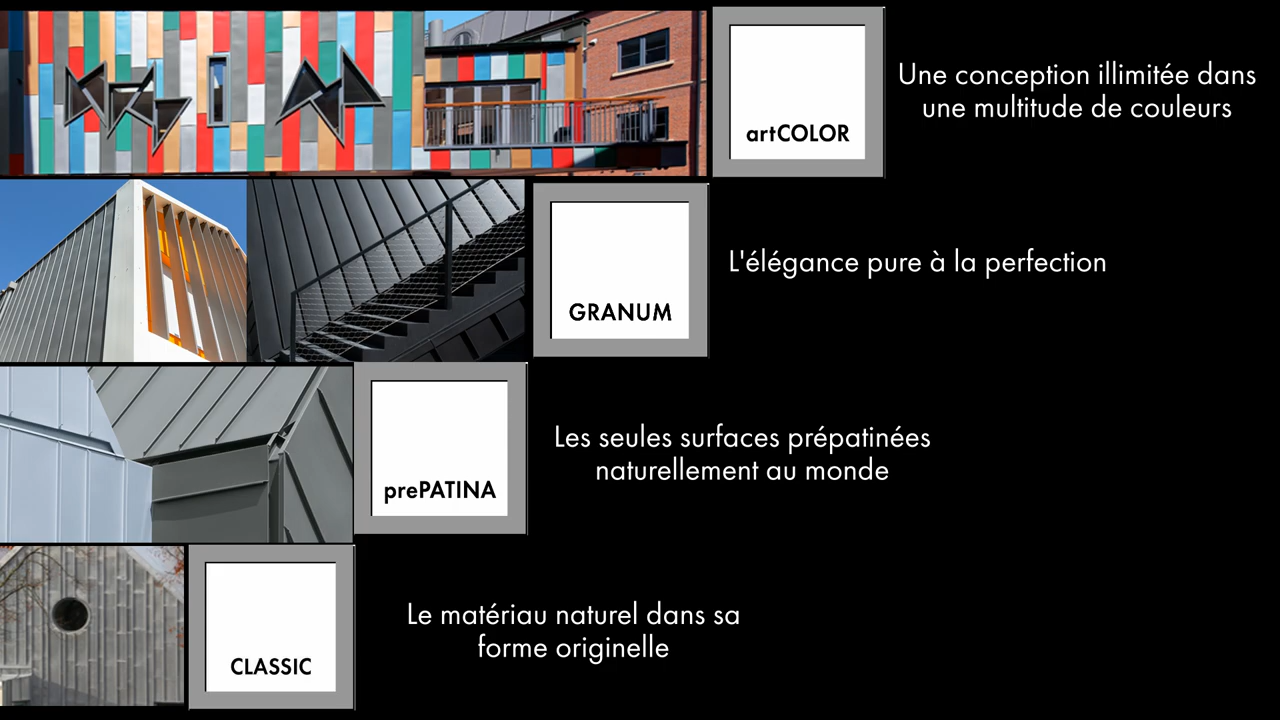 artCOLOR
Une conception illimitée dans
une multitude de couleurs
GRANUM
L'élégance pure à la perfection
prePATINA
Les seules surfaces prépatinées
naturellement au monde
CLASSIC
Le matériau naturel dans sa
forme originelle